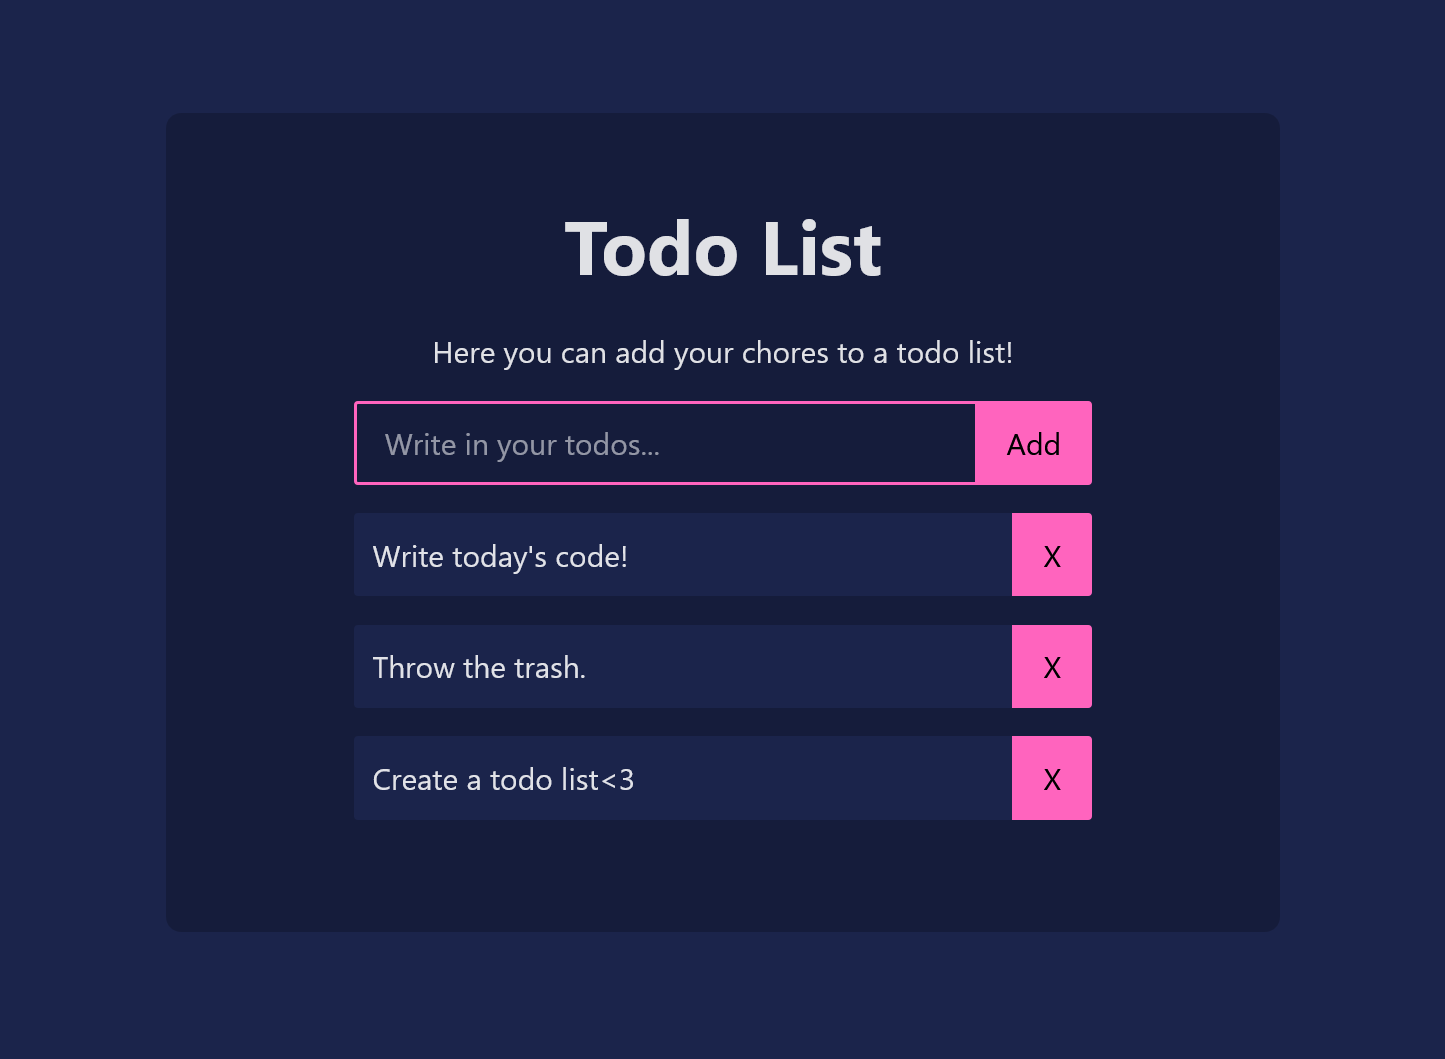 Todo List
Here you can add your chores to a todo list!
Write in your todos... Add
Write today's code! X
Throw the trash. X
Create a todo list<3 X